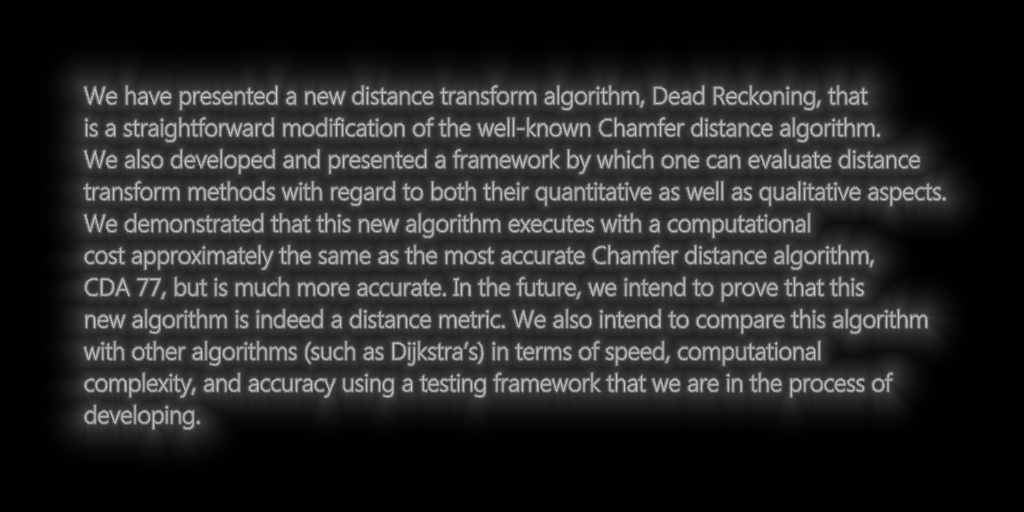 We have presented a new distance transform algorithm, Dead Reckoning, that
is a straightforward modification of the well-known Chamfer distance algorithm.
We also developed and presented a framework by which one can evaluate distance
transform methods with regard to both their quantitative as well as qualitative aspects.
We demonstrated that this new algorithm executes with a computational
cost approximately the same as the most accurate Chamfer distance algorithm,
CDA 77, but is much more accurate. In the future, we intend to prove that this
new algorithm is indeed a distance metric. We also intend to compare this algorithm
with other algorithms (such as Dijkstra’s) in terms of speed, computational
complexity, and accuracy using a testing framework that we are in the process of
developing.